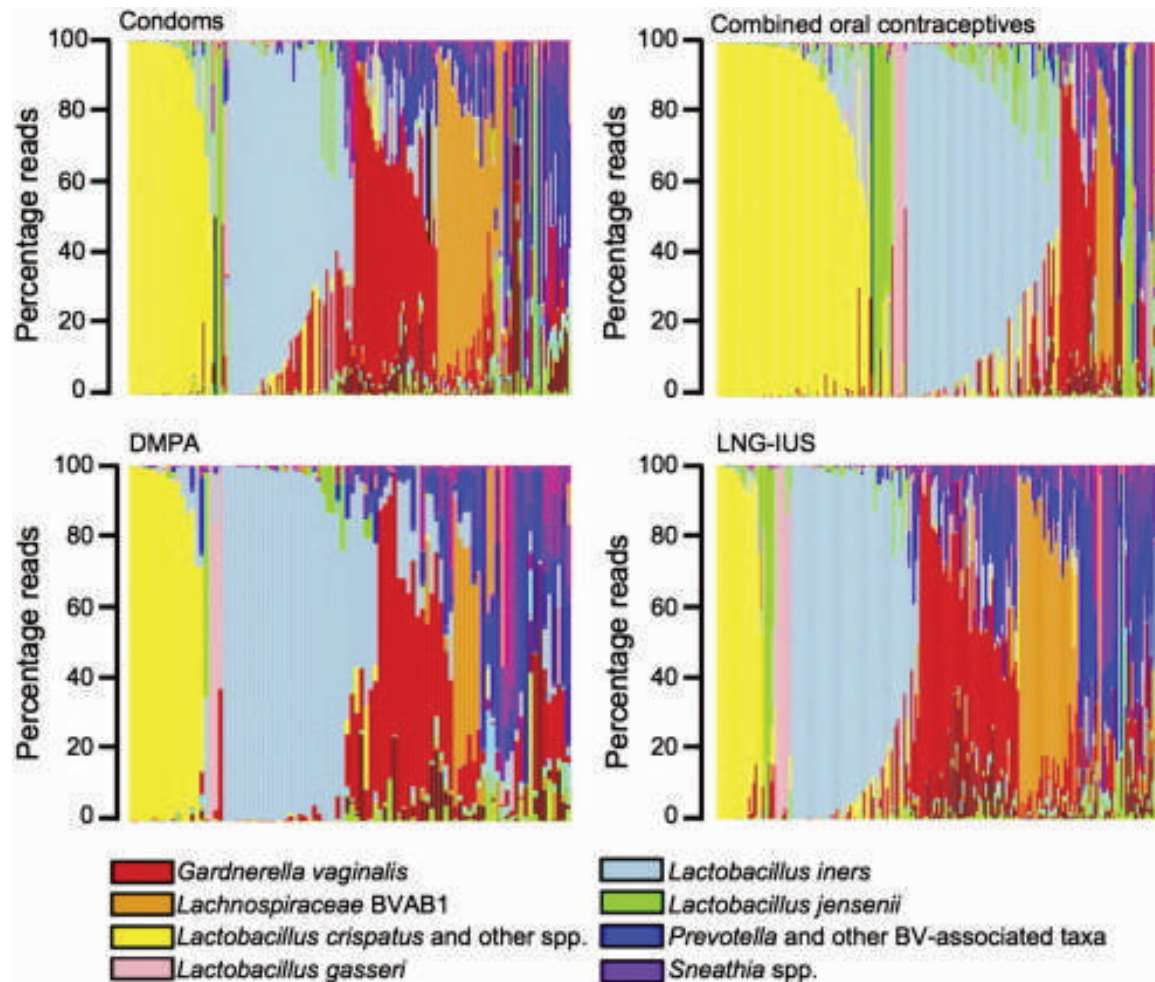 Condoms
Combined oral contraceptives
100
80
60
40
20
0
Percentage reads
100
80
60
40
20
0
Percentage reads
DMPA
LNG-IUS
100
80
60
40
20
0
Percentage reads
100
80
60
40
20
0
Percentage reads
Gardnerella vaginalis
Lachnospiraceae BVAB1
Lactobacillus crispatus and other spp.
Lactobacillus gasseri
Lactobacillus iners
Lactobacillus jensenii
Prevotella and other BV-associated taxa
Sneathia spp.